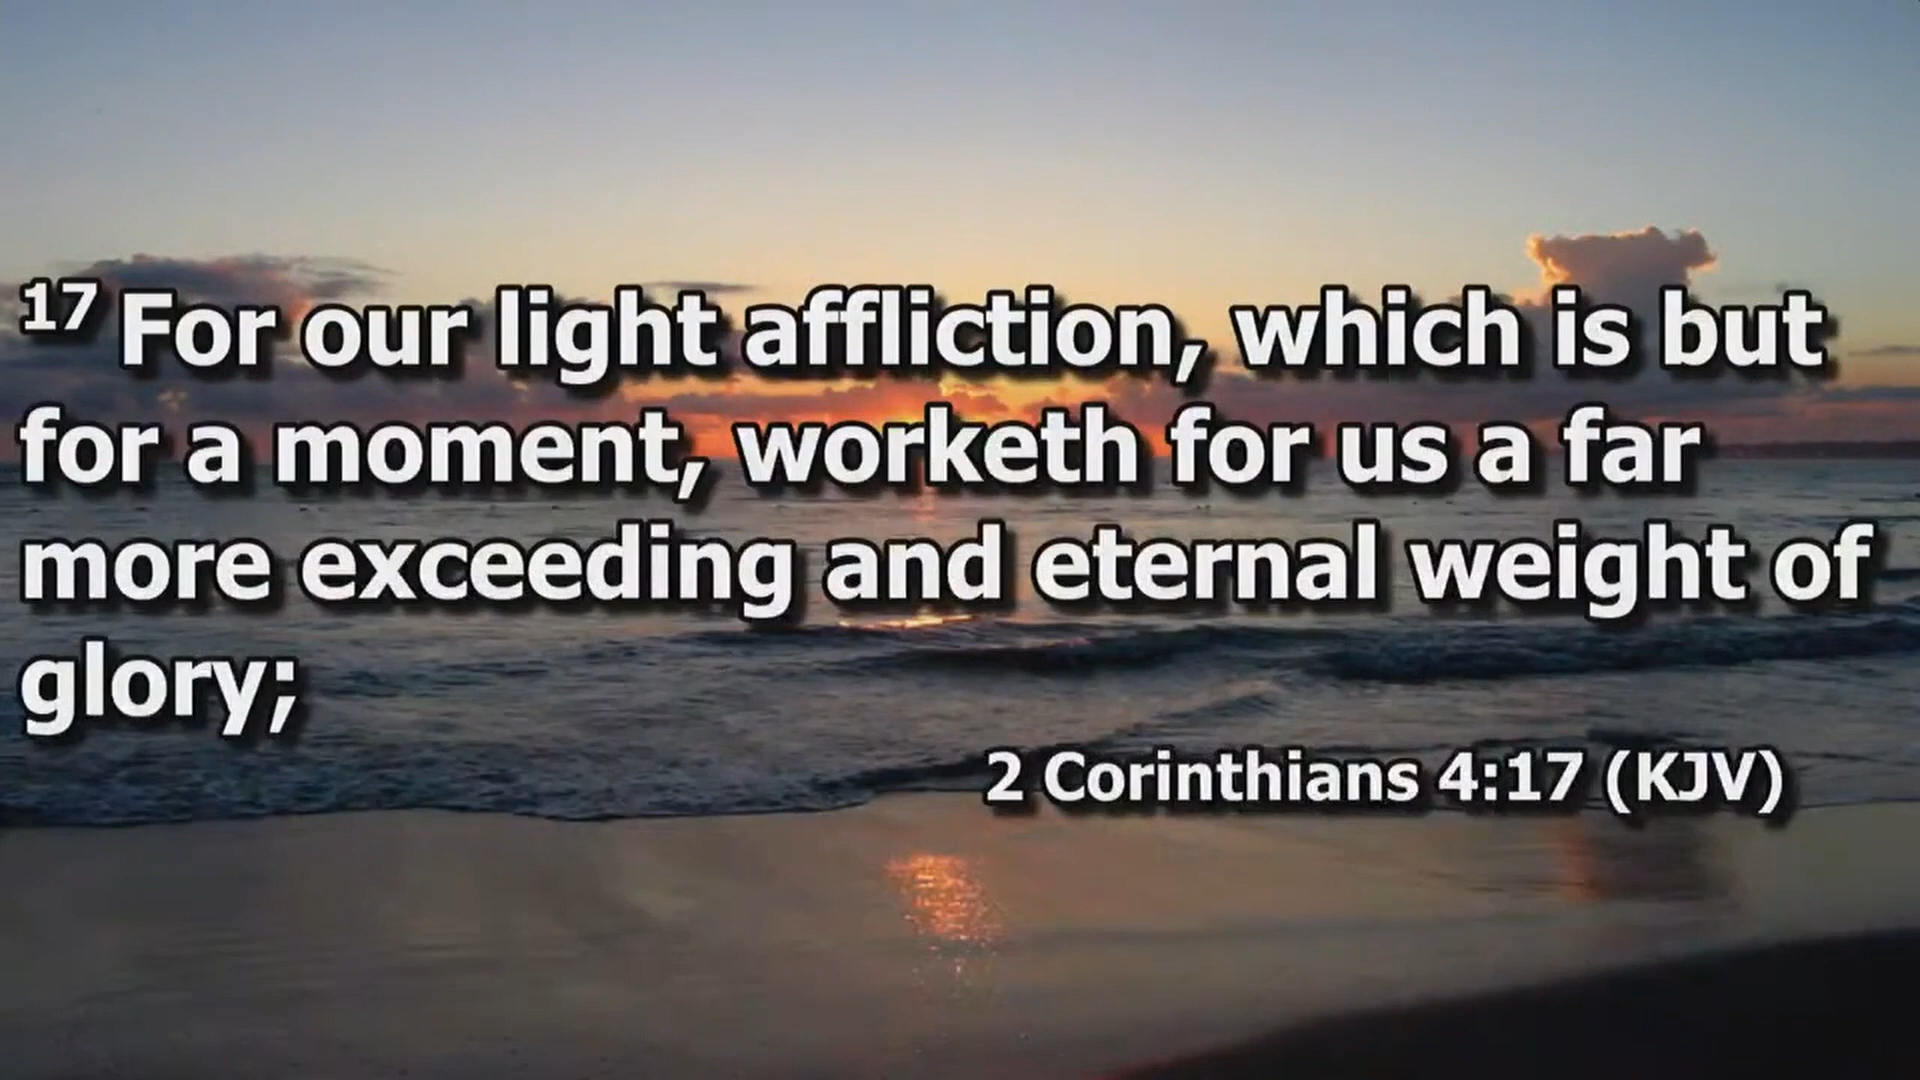 17 For our light affliction, which is but
for a moment, worketh for us a far
more exceeding and eternal weight of
glory;
2 Corinthians 4:17 (KJV)